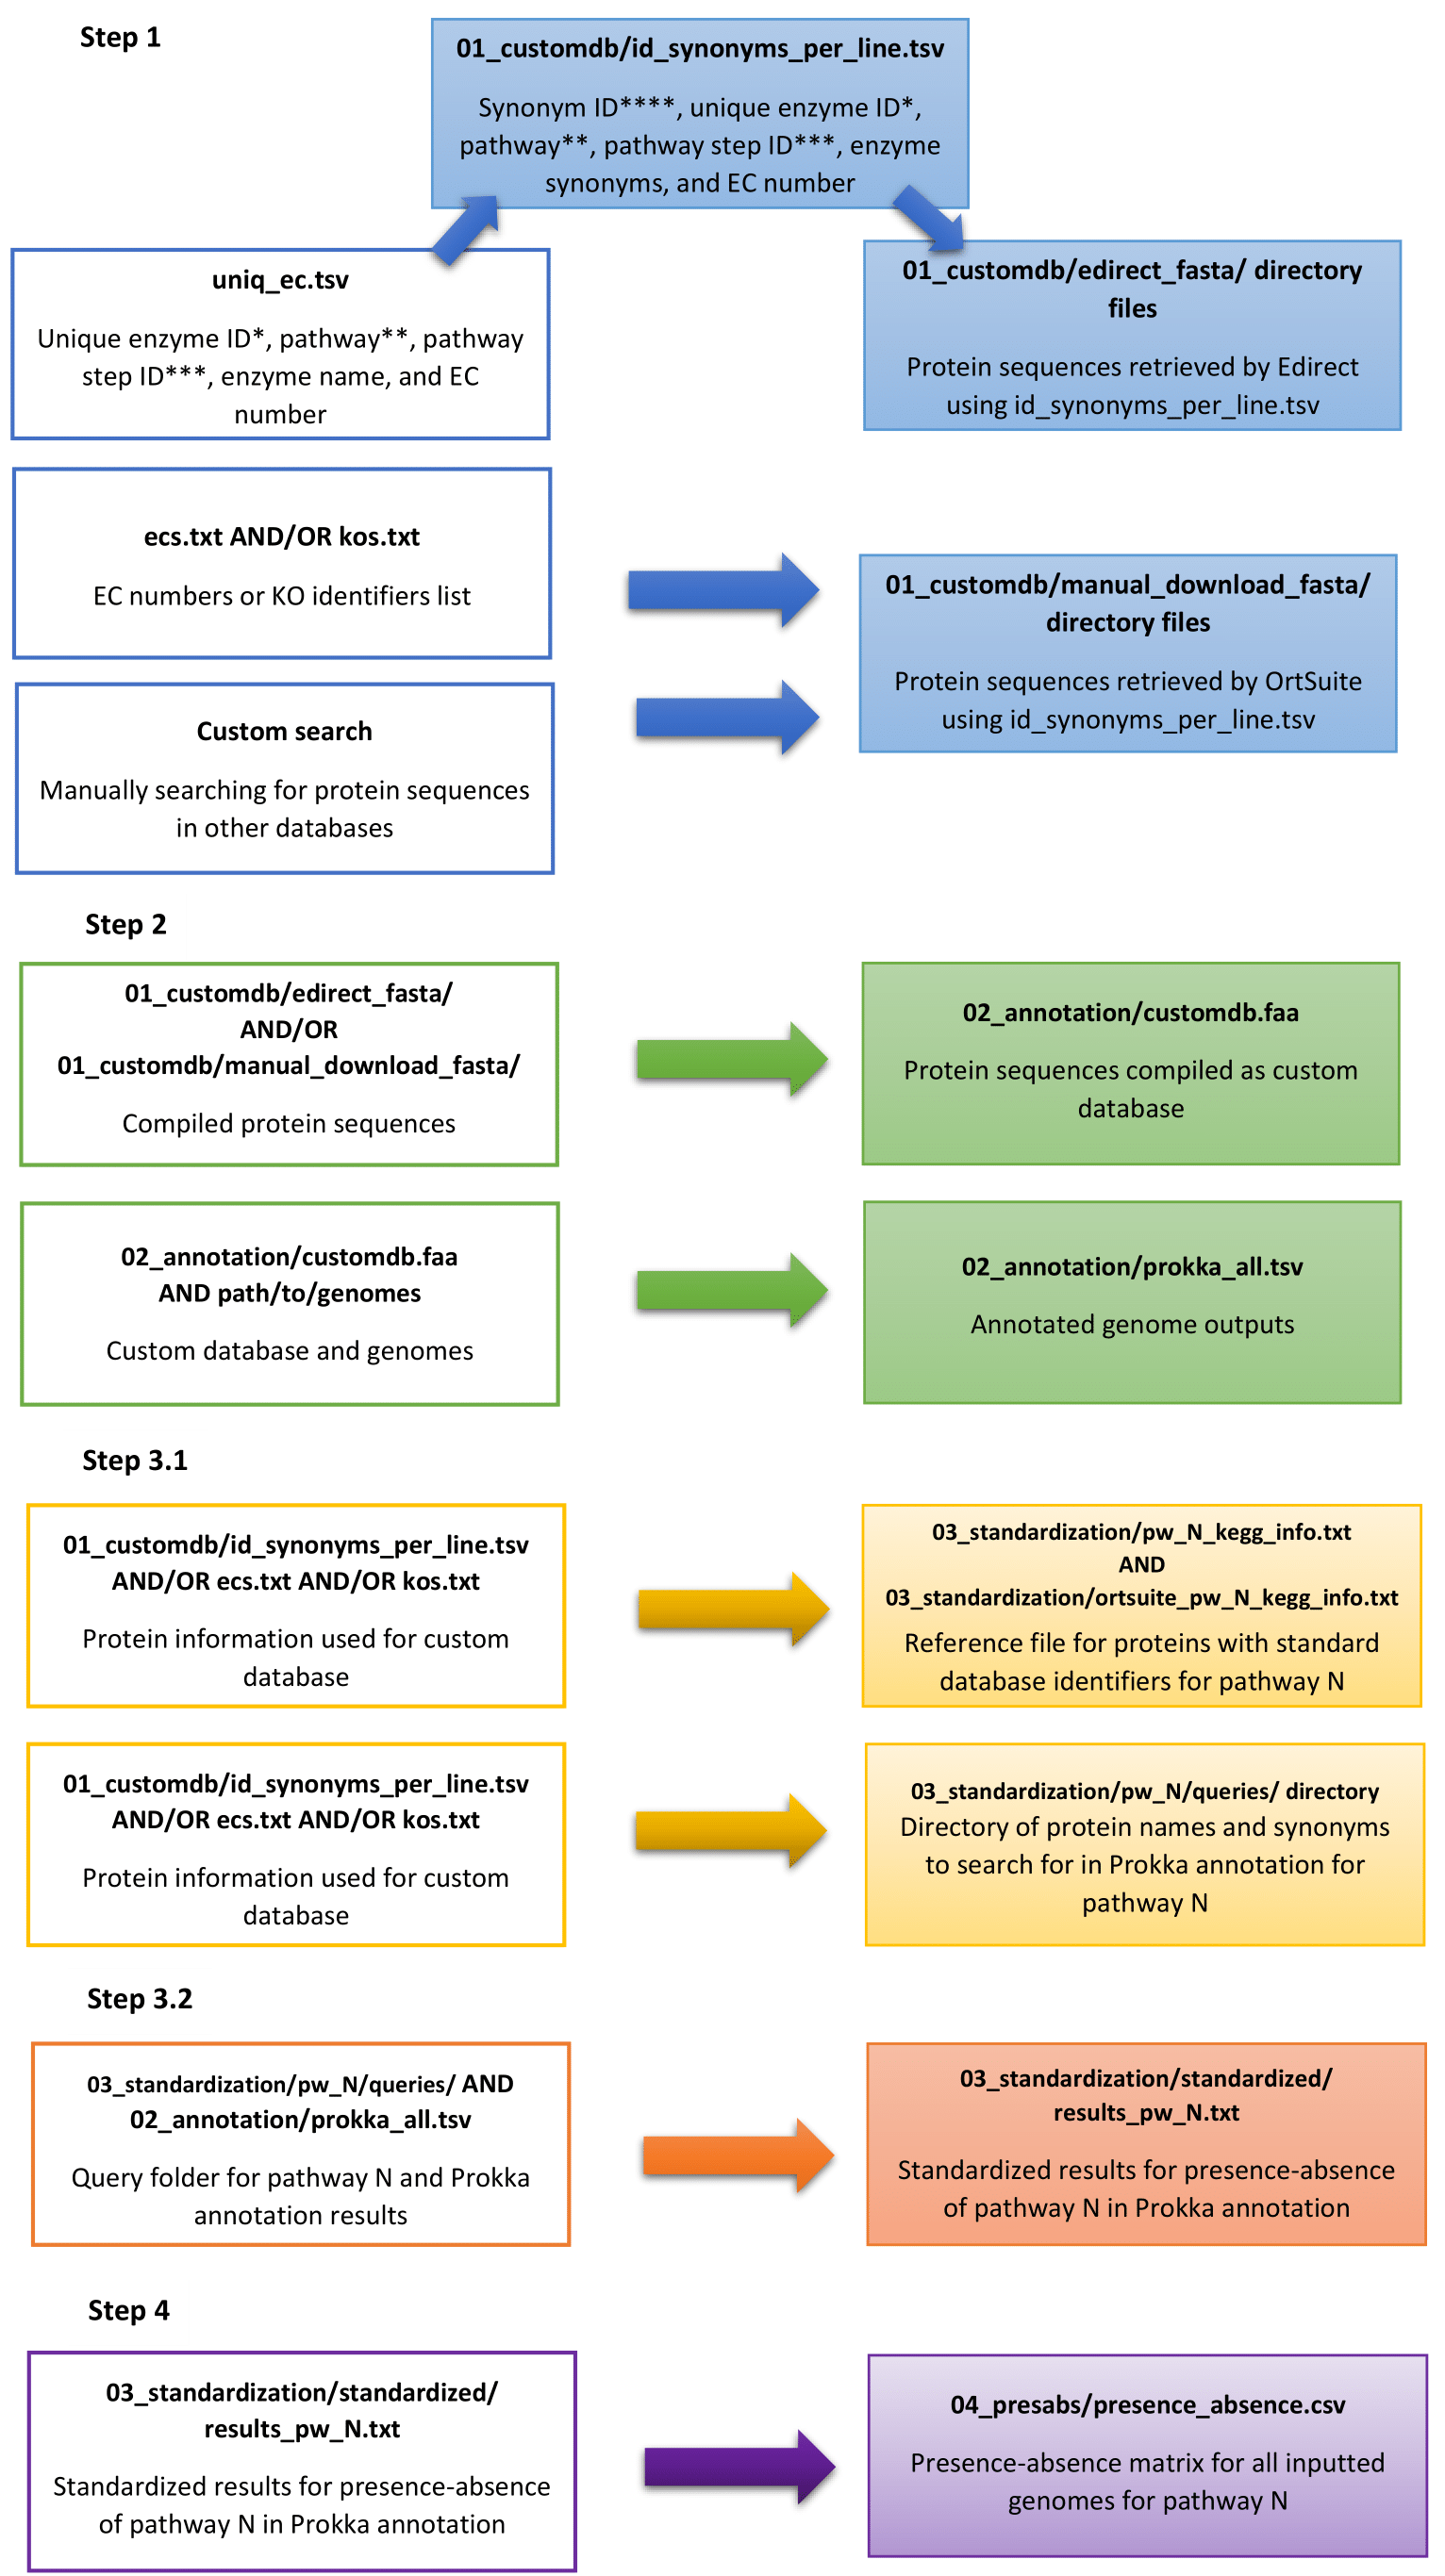 Step 1
01_customdb/id_synonyms_per_line.tsv
Synonym ID****, unique enzyme ID*,
pathway**, pathway step ID***, enzyme
synonyms, and EC number
uniq_ec.tsv
Unique enzyme ID*, pathway**, pathway
step ID***, enzyme name, and EC
number
01_customdb/edirect_fasta/ directory
files
Protein sequences retrieved by Edirect
using id_synonyms_per_line.tsv
ecs.txt AND/OR kos.txt
EC numbers or KO identifiers list
01_customdb/manual_download_fasta/
directory files
Protein sequences retrieved by OrtSuite
using id_synonyms_per_line.tsv
Custom search
Manually searching for protein sequences
in other databases
Step 2
01_customdb/edirect_fasta/
AND/OR
01_customdb/manual_download_fasta/
Compiled protein sequences
02_annotation/customdb.faa
Protein sequences compiled as custom
database
02_annotation/customdb.faa
AND path/to/genomes
Custom database and genomes
02_annotation/prokka_all.tsv
Annotated genome outputs
Step 3.1
01_customdb/id_synonyms_per_line.tsv
AND/OR ecs.txt AND/OR kos.txt
Protein information used for custom
database
03_standardization/pw_N_kegg_info.txt
AND
03_standardization/ortsuite_pw_N_kegg_info.txt
Reference file for proteins with standard
database identifiers for pathway N
01_customdb/id_synonyms_per_line.tsv
AND/OR ecs.txt AND/OR kos.txt
Protein information used for custom
database
03_standardization/pw_N/queries/ directory
Directory of protein names and synonyms
to search for in Prokka annotation for
pathway N
Step 3.2
03_standardization/pw_N/queries/ AND
02_annotation/prokka_all.tsv
Query folder for pathway N and Prokka
annotation results
03_standardization/standardized/
results_pw_N.txt
Standardized results for presence-absence
of pathway N in Prokka annotation
Step 4
03_standardization/standardized/
results_pw_N.txt
Standardized results for presence-absence
of pathway N in Prokka annotation
04_presabs/presence_absence.csv
Presence-absence matrix for all inputted
genomes for pathway N